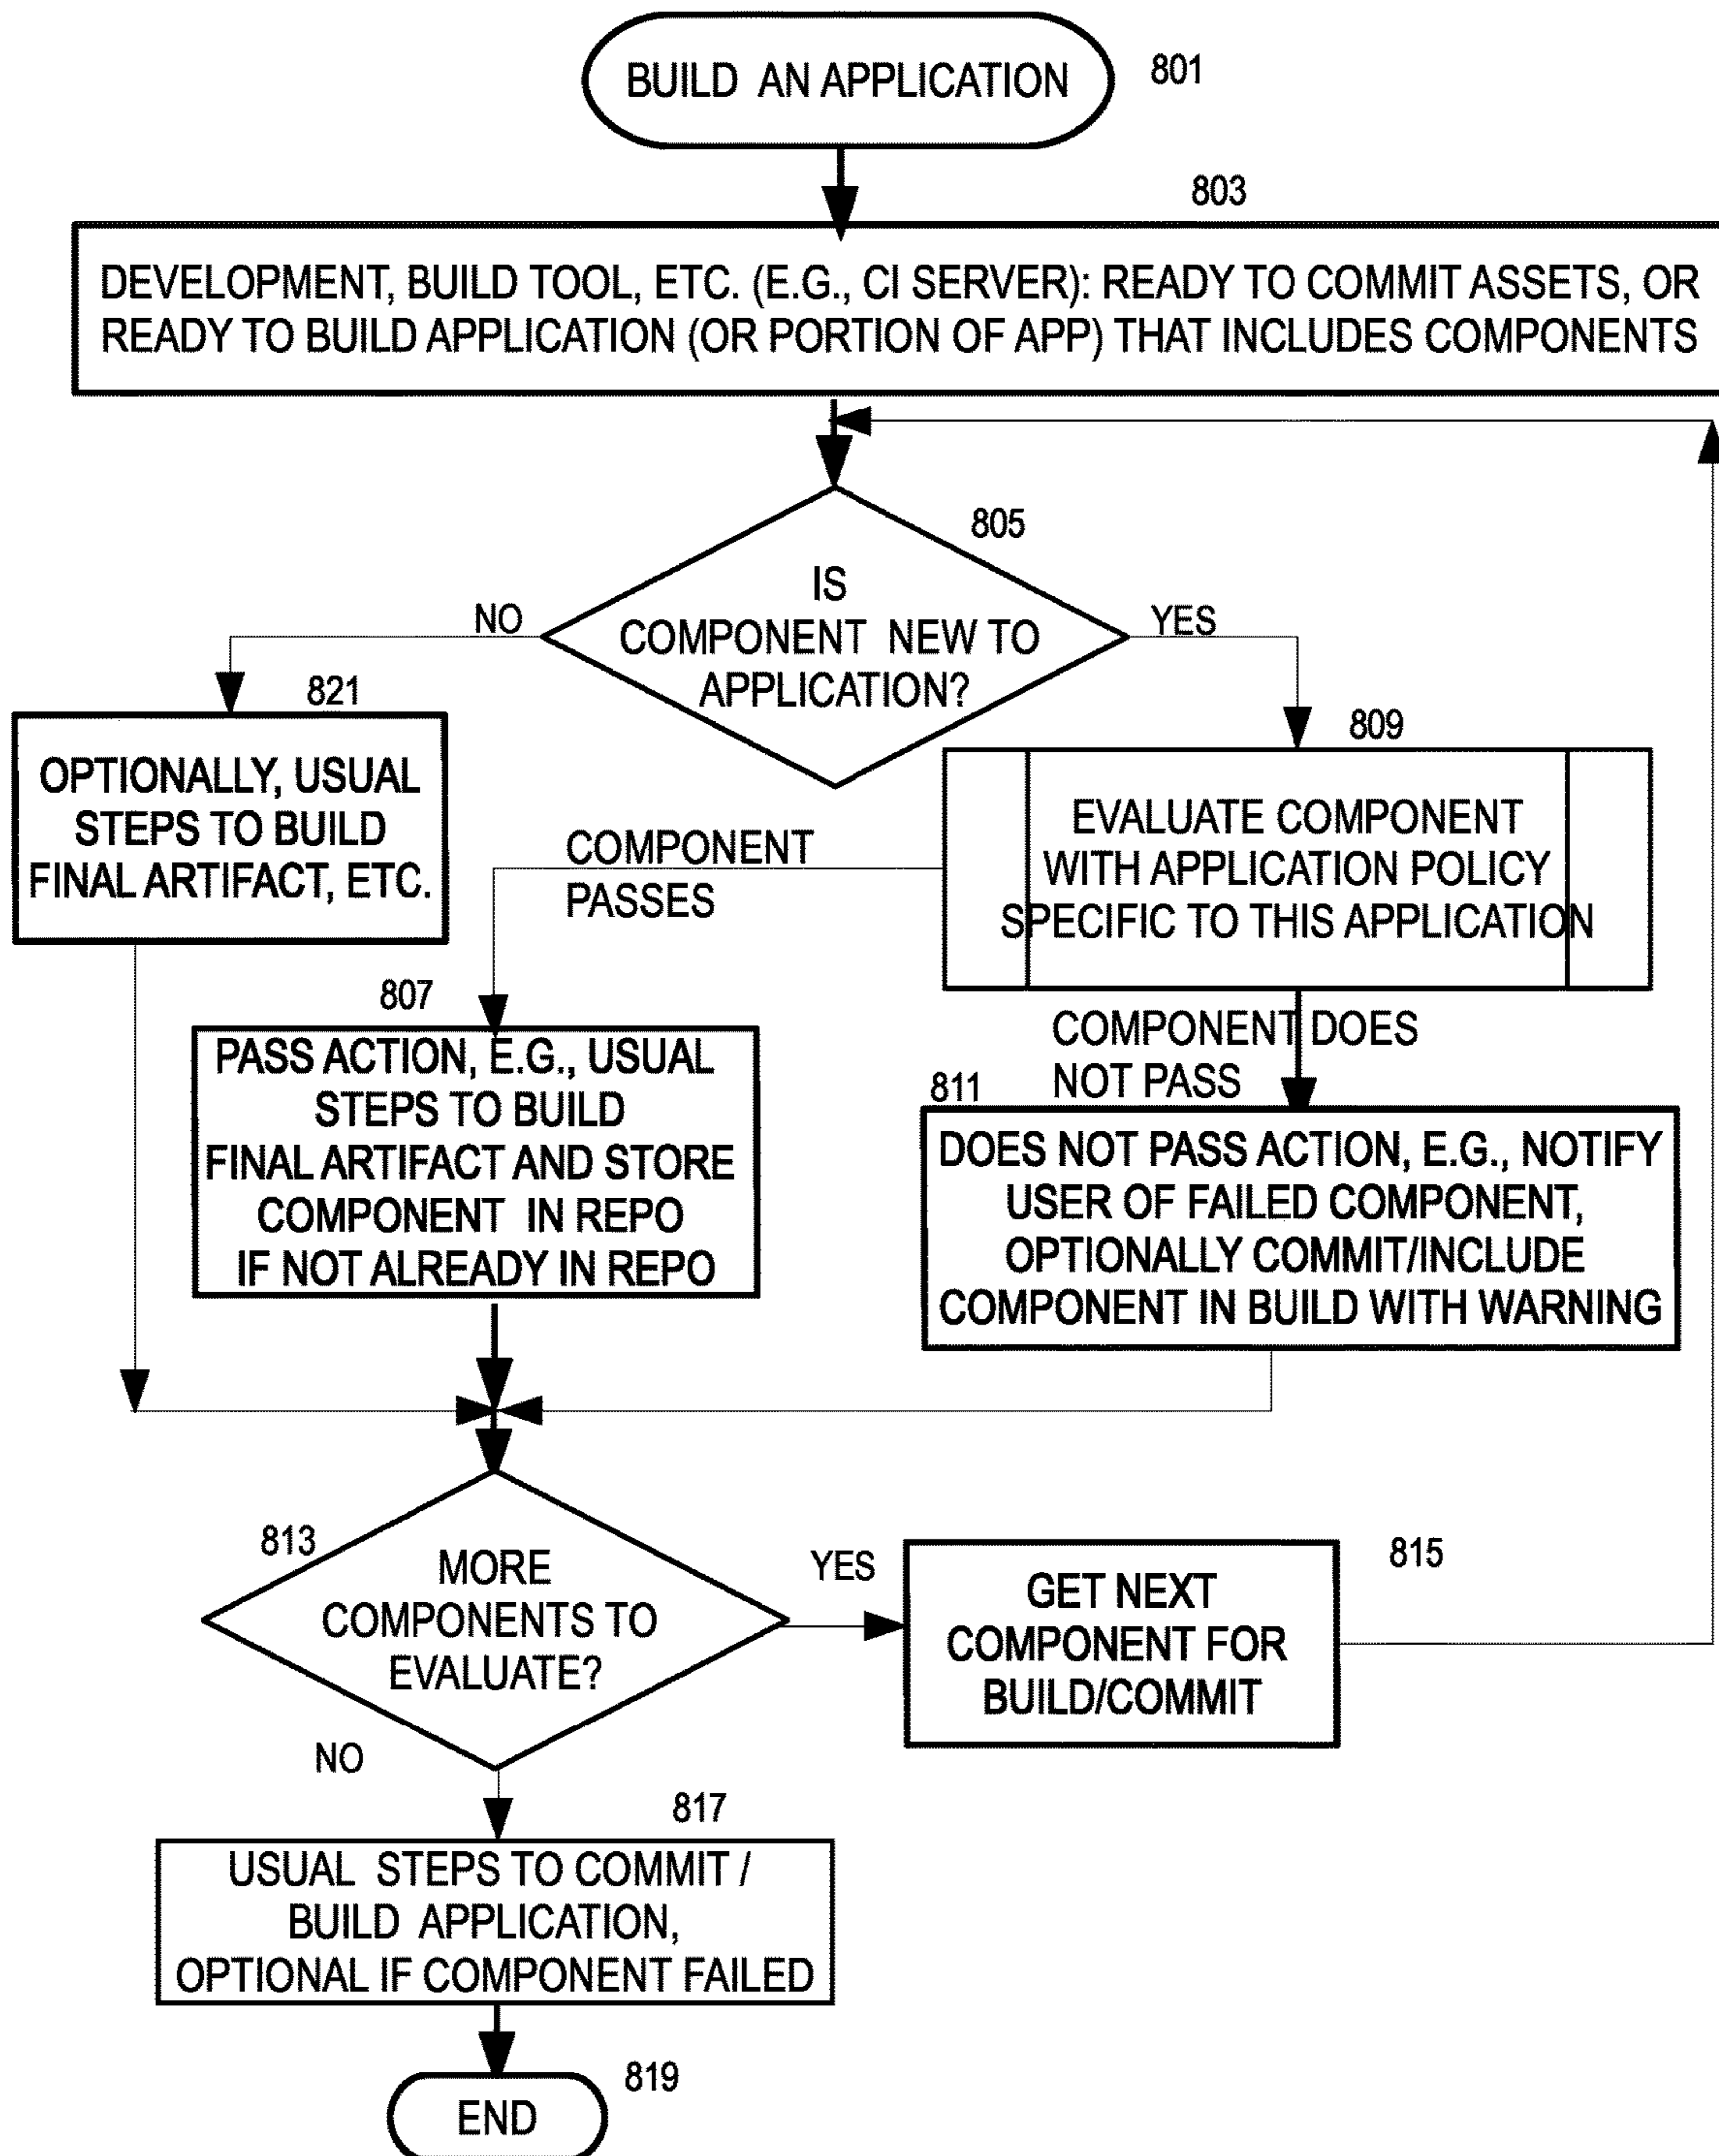 BUILD AN APPLICATION
801
803
DEVELOPMENT, BUILD TOOL, ETC. (E.G., CI SERVER): READY TO COMMIT ASSETS, OR
READY TO BUILD APPLICATION (OR PORTION OF APP) THAT INCLUDES COMPONENTS
805
IS
COMPONENT NEW TO
APPLICATION?
NO
YES
821
OPTIONALLY, USUAL
STEPS TO BUILD
FINAL ARTIFACT, ETC.
809
EVALUATE COMPONENT
WITH APPLICATION POLICY
SPECIFIC TO THIS APPLICATION
COMPONENT
PASSES
807
PASS ACTION, E.G., USUAL
STEPS TO BUILD
FINAL ARTIFACT AND STORE
COMPONENT IN REPO
IF NOT ALREADY IN REPO
COMPONENT DOES
NOT PASS
811
DOES NOT PASS ACTION, E.G., NOTIFY
USER OF FAILED COMPONENT,
OPTIONALLY COMMIT/INCLUDE
COMPONENT IN BUILD WITH WARNING
813
MORE
COMPONENTS TO
EVALUATE?
YES
815
GET NEXT
COMPONENT FOR
BUILD/COMMIT
NO
817
USUAL STEPS TO COMMIT /
BUILD APPLICATION,
OPTIONAL IF COMPONENT FAILED
819
END